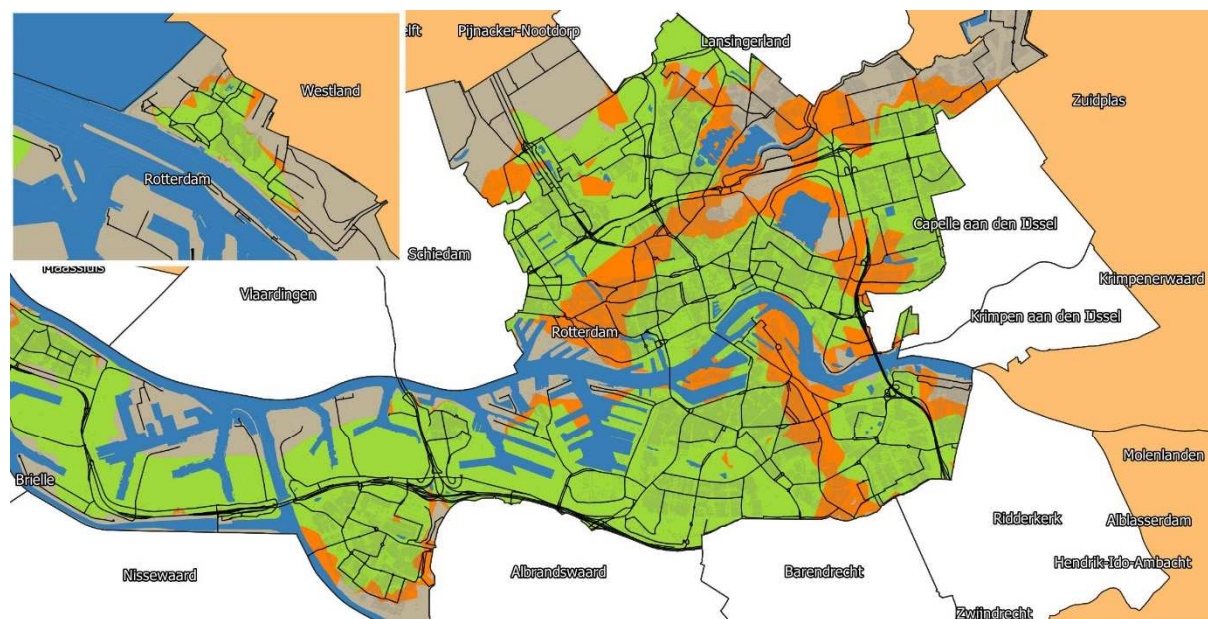 Westland
Rotterdam
elft
Pijnacker-Nootdorp
Lansingerland
Zuidplas
Capelle aan den IJssel
Schiedam
Maassluis
Vlaardingen
Krimpenerwaard
Krimpen aan den IJssel
Rotterdam
Molenlanden
Brielle
Ridderkerk
Alblasserdam
Hendrik-Ido-Ambacht
Nissewaard
Albrandswaard
Barendrecht
Zwijndrecht